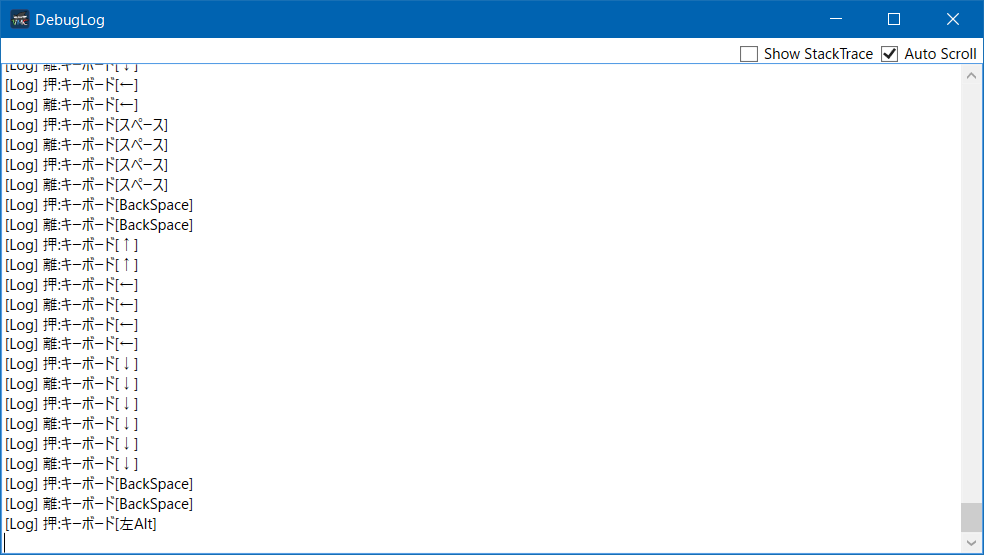 DebugLog
Show StackTrace Auto Scroll
[Log] 離:キーボード[↓]
[Log] 押:キーボード[←]
[Log] 離:キーボード[←]
[Log] 押:キーボード[スペース]
[Log] 離:キーボード[スペース]
[Log] 押:キーボード[スペース]
[Log] 離:キーボード[スペース]
[Log] 押:キーボード[BackSpace]
[Log] 離:キーボード[BackSpace]
[Log] 押:キーボード[↑]
[Log] 離:キーボード[↑]
[Log] 押:キーボード[←]
[Log] 離:キーボード[←]
[Log] 押:キーボード[←]
[Log] 離:キーボード[←]
[Log] 押:キーボード[↓]
[Log] 離:キーボード[↓]
[Log] 押:キーボード[↓]
[Log] 離:キーボード[↓]
[Log] 押:キーボード[↓]
[Log] 離:キーボード[↓]
[Log] 押:キーボード[BackSpace]
[Log] 離:キーボード[BackSpace]
[Log] 押:キーボード[左Alt]